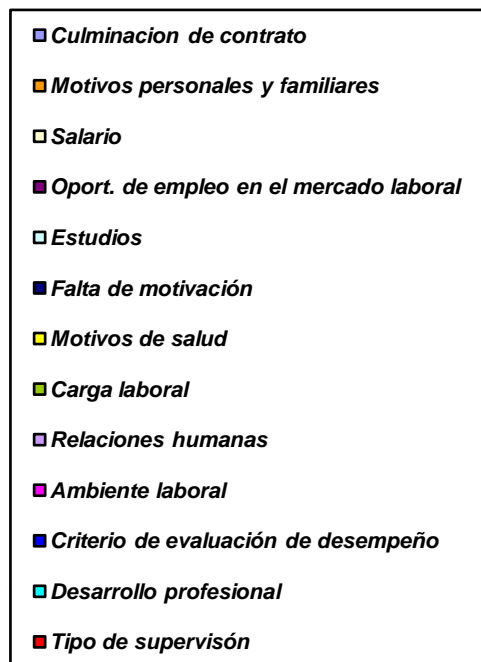 Culminacion de contrato
Motivos personales y familiares
Salario
Oport. de empleo en el mercado laboral
Estudios
Falta de motivación
Motivos de salud
Carga laboral
Relaciones humanas
Ambiente laboral
Criterio de evaluación de desempeño
Desarrollo profesional
Tipo de supervisón